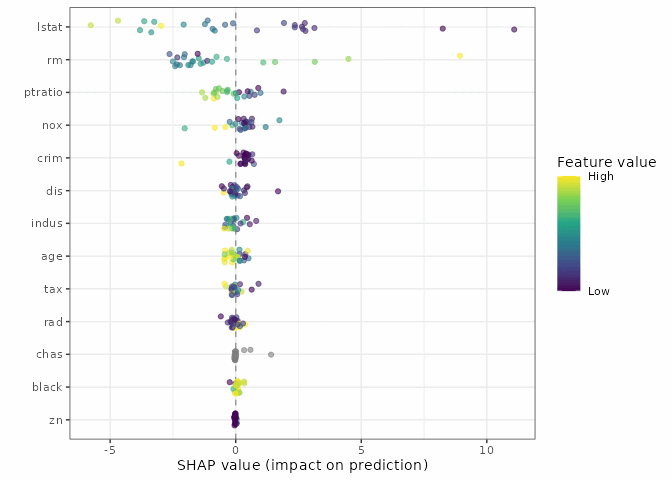 lstat
rm
ptratio
nox
crim
dis
indus
age
tax
rad
chas
black
zn
-5 0 5 10
SHAP value (impact on prediction)
Feature value
High
Low